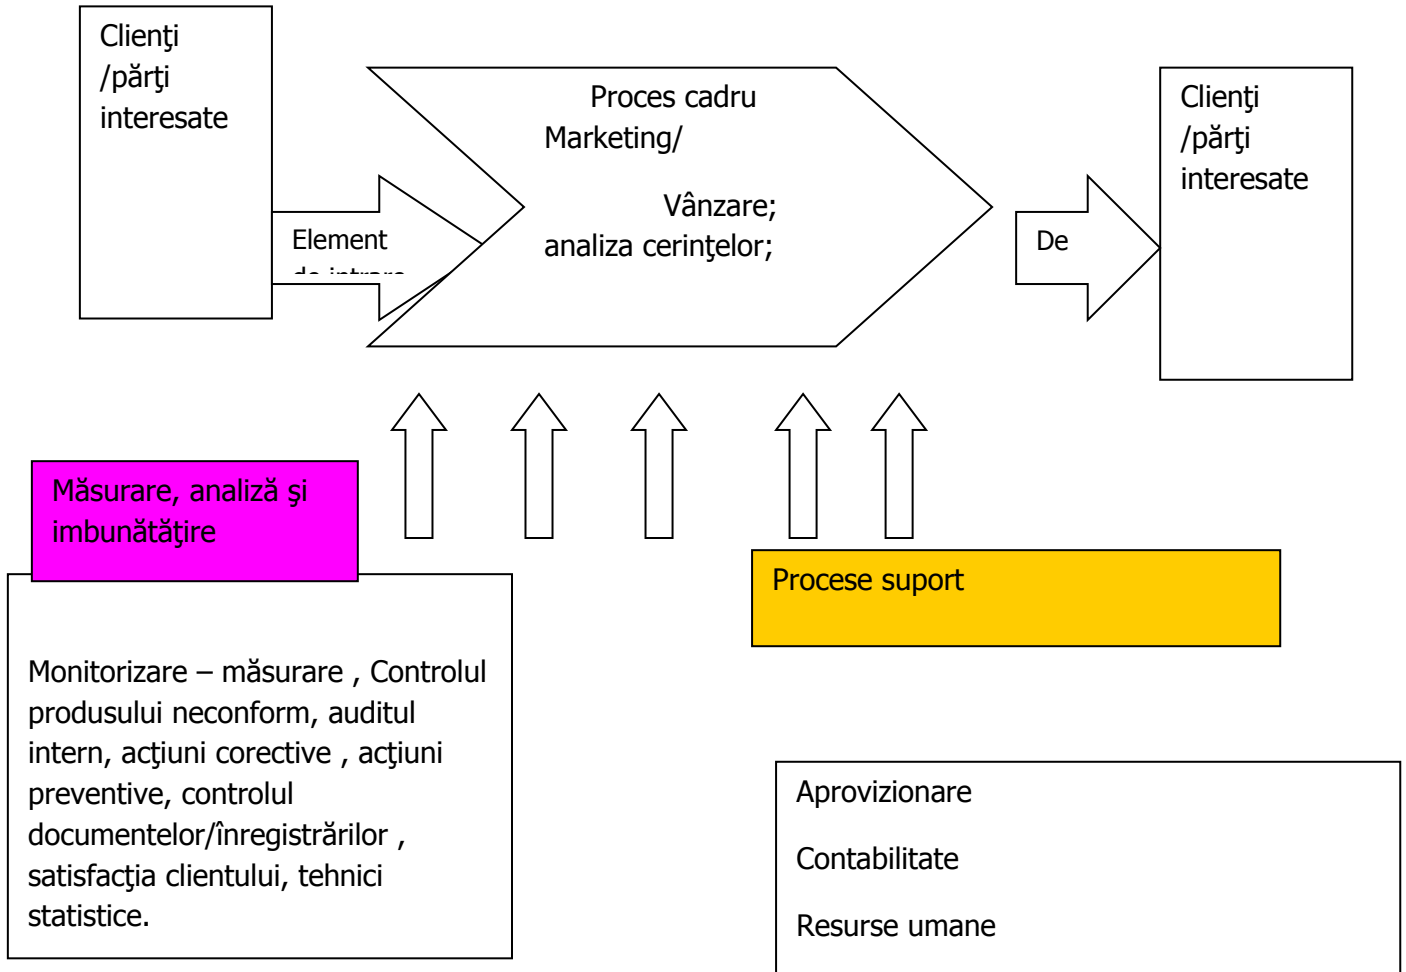 Clienţi
/părţi
interesate
Proces cadru
Marketing/
Vânzare;
analiza cerinţelor;
Element
de intrare
De
Clienţi
/părţi
interesate
Măsurare, analiză şi
imbunătăţire
Monitorizare – măsurare , Controlul
produsului neconform, auditul
intern, acţiuni corective , acţiuni
preventive, controlul
documentelor/înregistrărilor ,
satisfacţia clientului, tehnici
statistice.
Procese suport
Aprovizionare
Contabilitate
Resurse umane